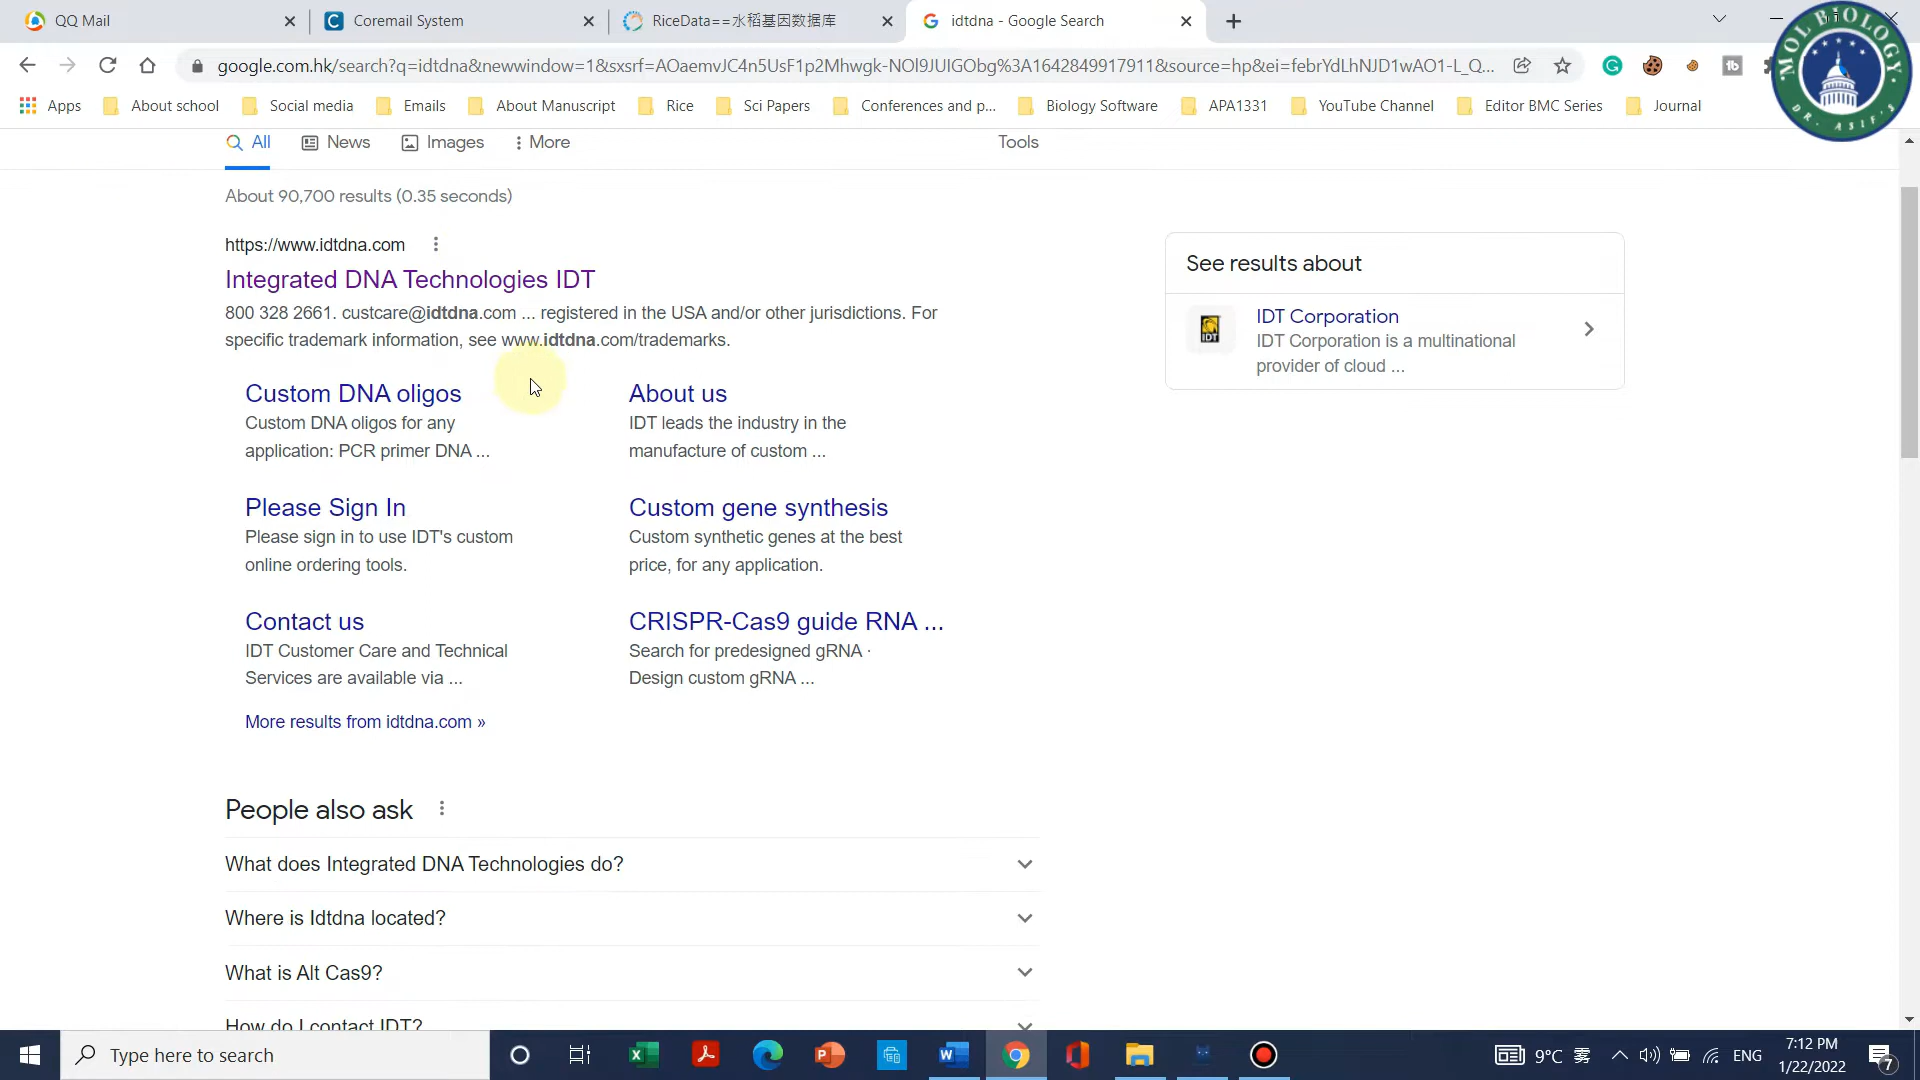 QQ Mail
Coremail System
RiceData==水稻基因数据库
idtdna - Google Search
google.com.hk/search?q=idtdna&newwindow=1&sxsrf=AOaemvJC4n5UsF1p2Mhwgk-NOl9JUIGObg%3A1642849917911&source=hp&ei=febrYdLhNJD1wAO1-L_Q...
MOL BIOLOGY
DR. ASIF'S
Apps
About school
Social media
Emails
About Manuscript
Rice
Sci Papers
Conferences and p...
Biology Software
APA1331
YouTube Channel
Editor BMC Series
Journal
All
News
Images
More
Tools
About 90,700 results (0.35 seconds)
https://www.idtdna.com
Integrated DNA Technologies IDT
800 328 2661. custcare@idtdna.com ... registered in the USA and/or other jurisdictions. For
specific trademark information, see www.idtdna.com/trademarks.
Custom DNA oligos
Custom DNA oligos for any
application: PCR primer DNA ...
About us
IDT leads the industry in the
manufacture of custom ...
Please Sign In
Please sign in to use IDT's custom
online ordering tools.
Custom gene synthesis
Custom synthetic genes at the best
price, for any application.
Contact us
IDT Customer Care and Technical
Services are available via ...
CRISPR-Cas9 guide RNA ...
Search for predesigned gRNA ·
Design custom gRNA ...
More results from idtdna.com »
See results about
IDT
IDT Corporation
IDT Corporation is a multinational
provider of cloud ...
People also ask
What does Integrated DNA Technologies do?
Where is Idtdna located?
What is Alt Cas9?
How do I contact IDT?
Type here to search
9°C 雾
ENG
7:12 PM
1/22/2022
7